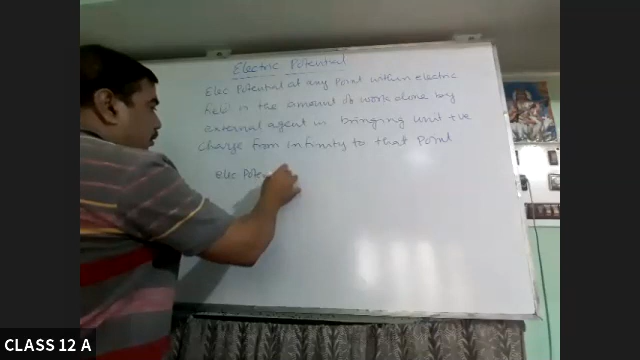 Electric Potential
Elec Potential at any Point within electric
field is the amount of work done by
external agent in bringing unit +ve
Charge from infinity to that Point
Elec Poten
CLASS 12 A